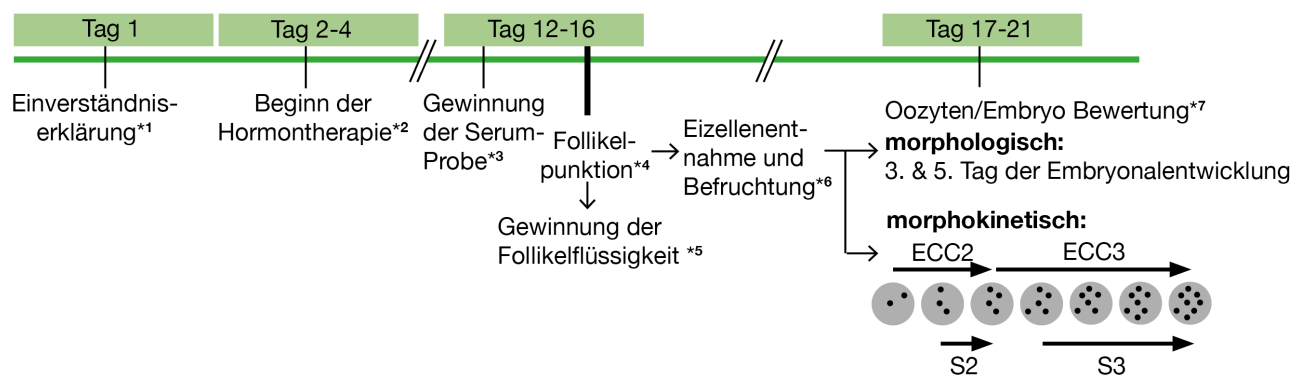 Tag 1
Tag 2-4
Tag 12-16
Tag 17-21
Einverständnis-
erklärung*1
Beginn der
Hormontherapie*2
Gewinnung
der Serum-
Probe*3
Follikel-
punktion*4
Gewinnung der
Follikelflüssigkeit *5
Eizellenent-
nahme und
Befruchtung*6
Oozyten/Embryo Bewertung*7
morphologisch:
3. & 5. Tag der Embryonalentwicklung
morphokinetisch:
ECC2
ECC3
S2
S3